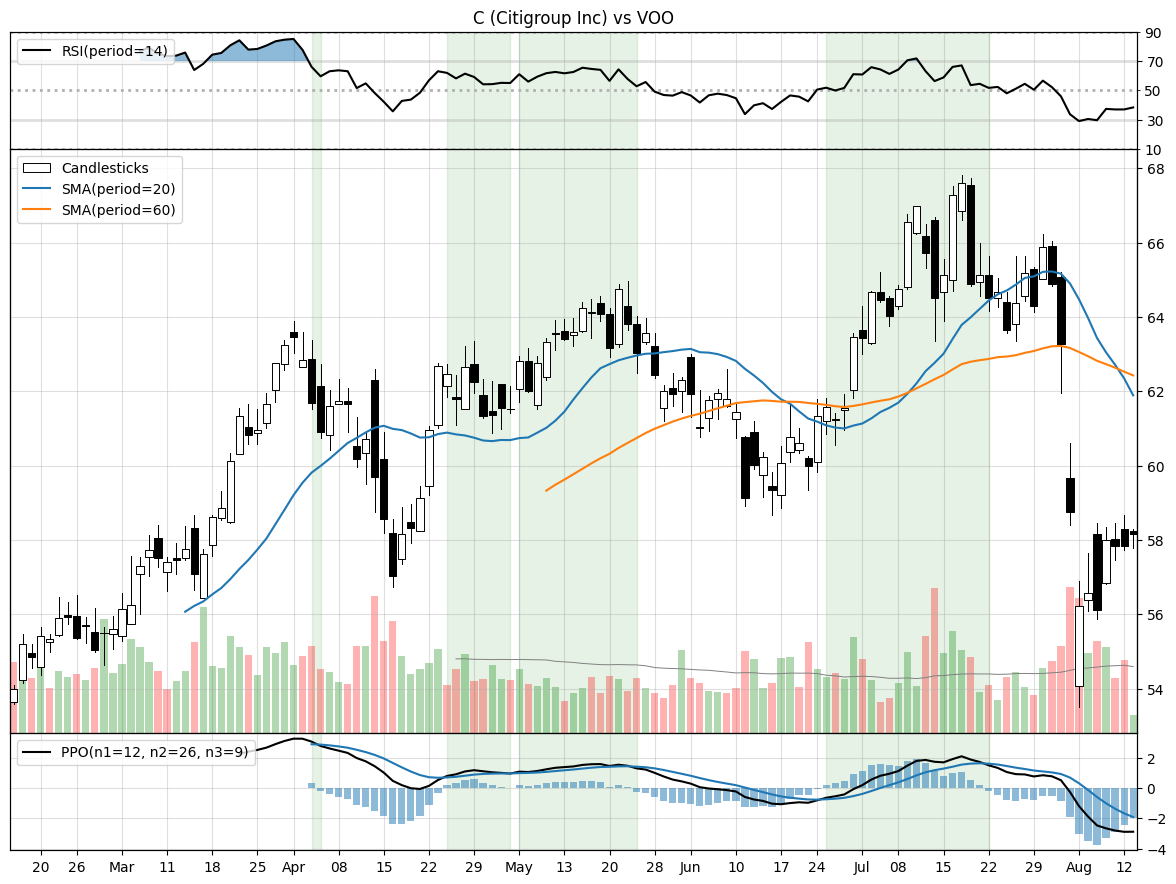 C (Citigroup Inc) vs VOO
RSI(period=14)
90
70
50
30
10
Candlesticks
SMA(period=20)
SMA(period=60)
68
66
64
62
60
58
56
54
PPO(n1=12, n2=26, n3=9)
2
0
−2
−4
20 26 Mar 11 18 25 Apr 08 15 22 29 May 13 20 28 Jun 10 17 24 Jul 08 15 22 29 Aug 12